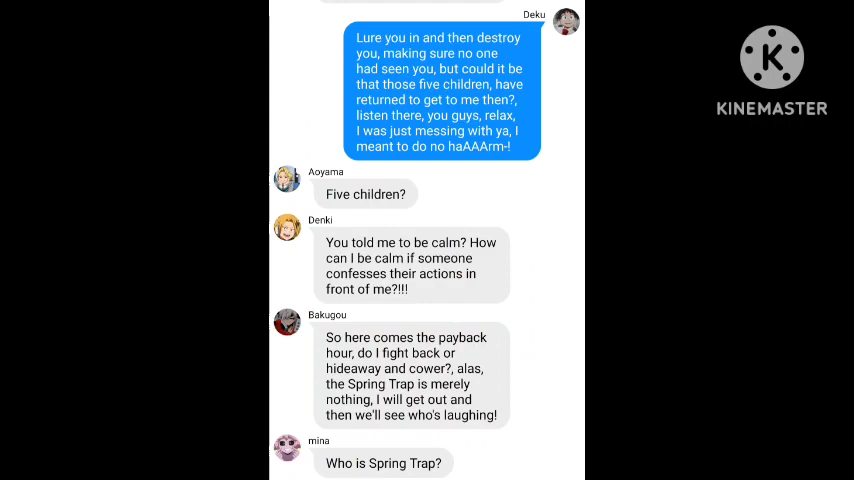 Deku
Lure you in and then destroy
you, making sure no one
had seen you, but could it be
that those five children, have
returned to get to me then?,
listen there, you guys, relax,
I was just messing with ya, I
meant to do no haAAArm-!
K
KINEMASTER
Aoyama
Five children?
Denki
You told me to be calm? How
can I be calm if someone
confesses their actions in
front of me?!!!
Bakugou
So here comes the payback
hour, do I fight back or
hideaway and cower?, alas,
the Spring Trap is merely
nothing, I will get out and
then we'll see who's laughing!
mina
Who is Spring Trap?